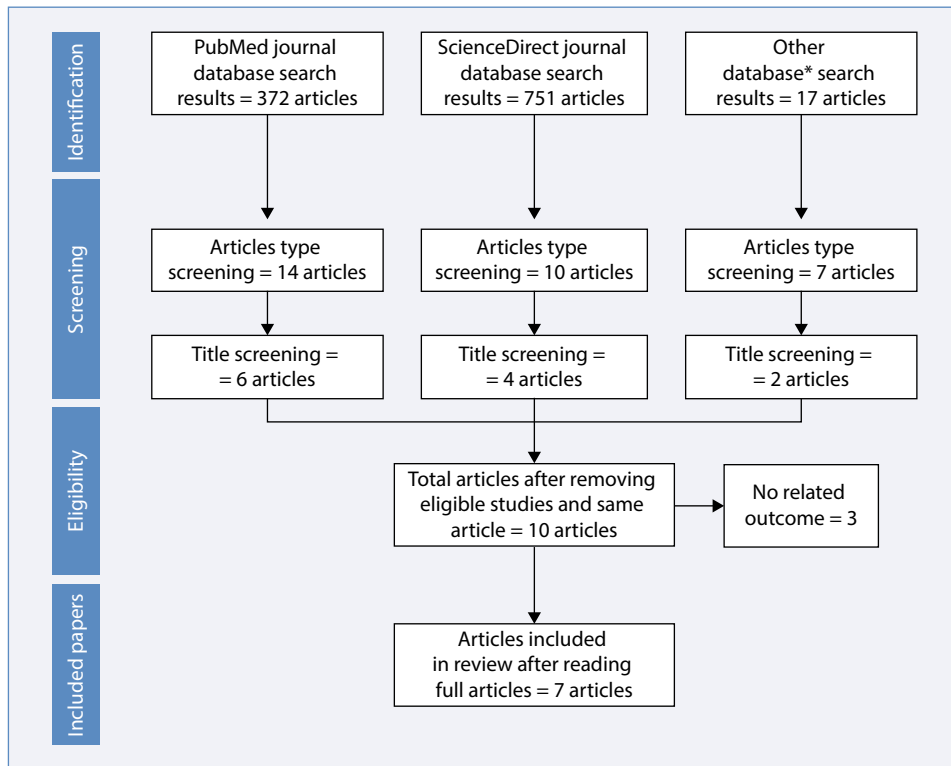 Identification
PubMed journal
database search
results = 372 articles
ScienceDirect journal
database search
results = 751 articles
Other
database* search
results = 17 articles
Screening
Articles type
screening = 14 articles
Articles type
screening = 10 articles
Articles type
screening = 7 articles
Title screening =
= 6 articles
Title screening =
= 4 articles
Title screening =
= 2 articles
Eligibility
Total articles after removing
eligible studies and same
article = 10 articles
No related
outcome = 3
Included papers
Articles included
in review after reading
full articles = 7 articles